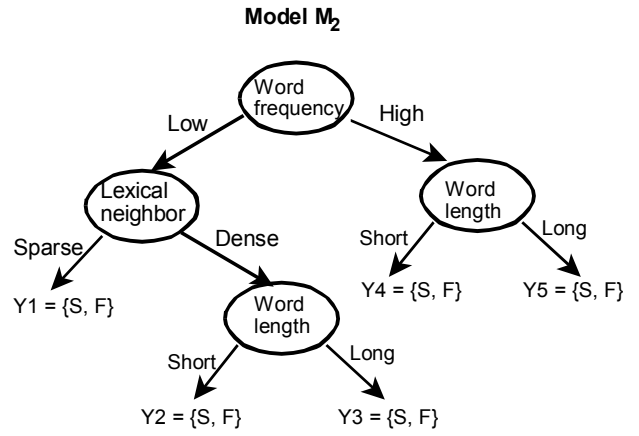 Model M2
Word
frequency
Low
High
Lexical
neighbor
Word
length
Sparse
Dense
Short
Long
Y1 = {S, F}
Word
length
Y4 = {S, F}
Y5 = {S, F}
Short
Long
Y2 = {S, F}
Y3 = {S, F}